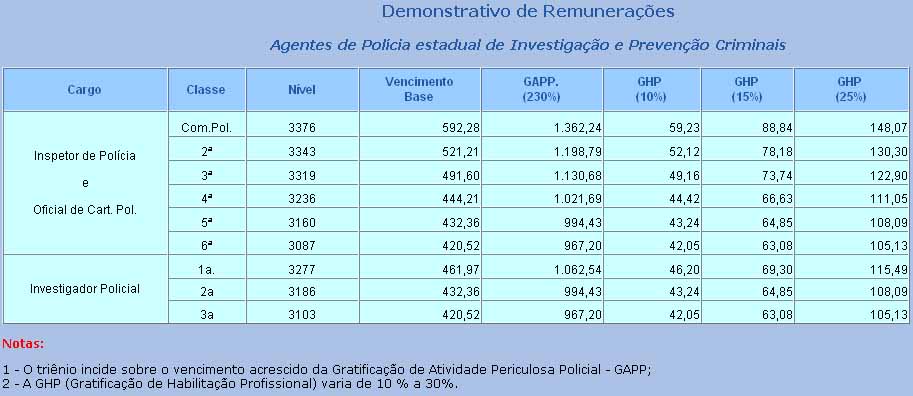 Demonstrativo de Remunerações
Agentes de Polícia estadual de Investigação e Prevenção Criminais
Cargo Classe Nível Vencimento Base GAPP. (230%) GHP (10%) GHP (15%) GHP (25%)
Inspetor de Polícia e Oficial de Cart. Pol.
Com.Pol. 3376 592,28 1.362,24 59,23 88,84 148,07
2ª 3343 521,21 1.198,79 52,12 78,18 130,30
3ª 3319 491,60 1.130,68 49,16 73,74 122,90
4ª 3236 444,21 1.021,69 44,42 66,63 111,05
5ª 3160 432,36 994,43 43,24 64,85 108,09
6ª 3087 420,52 967,20 42,05 63,08 105,13
Investigador Policial
1a. 3277 461,97 1.062,54 46,20 69,30 115,49
2a 3186 432,36 994,43 43,24 64,85 108,09
3a 3103 420,52 967,20 42,05 63,08 105,13
Notas:
1 - O triênio incide sobre o vencimento acrescido da Gratificação de Atividade Periculosa Policial - GAPP;
2 - A GHP (Gratificação de Habilitação Profissional) varia de 10 % a 30%.